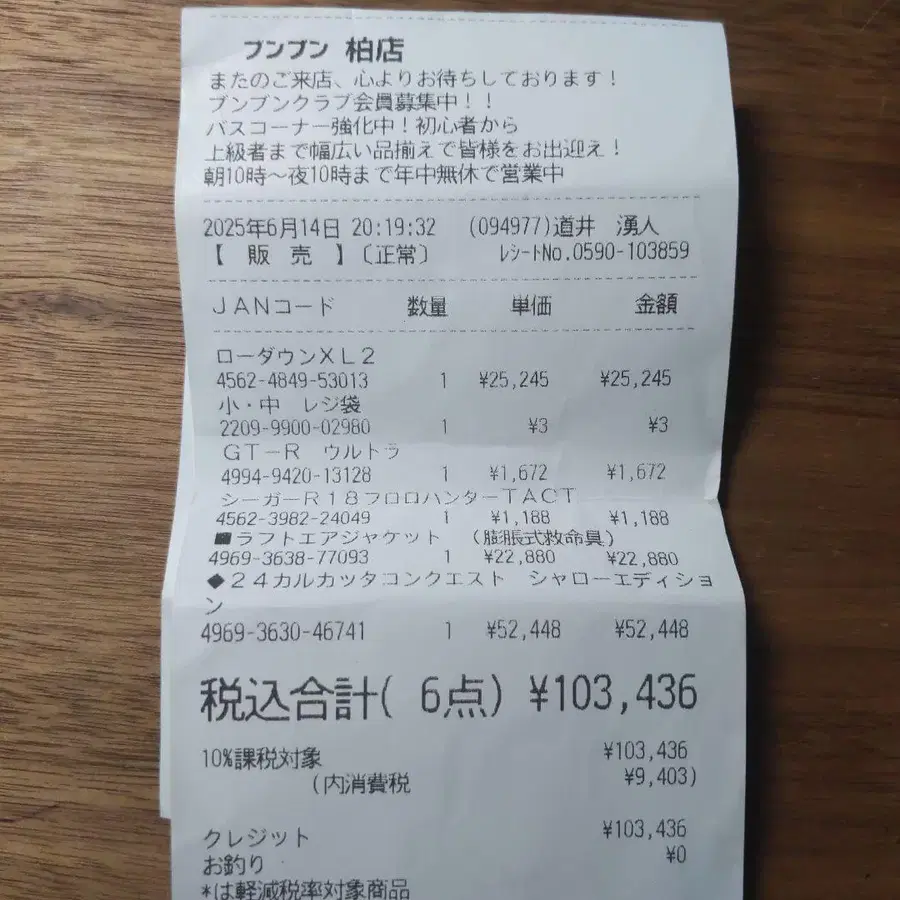 ブンブン 柏店
またのご来店、心よりお待ちしております！
ブンブンクラブ会員募集中！！
バスコーナー強化中！初心者から
上級者まで幅広い品揃えで皆様をお出迎え！
朝10時～夜10時まで年中無休で営業中
2025年6月14日 20:19:32 (094977)道井 湧人
【 販 売 】〔正常〕 ﾚｼｰﾄNo.0590-103859
ＪＡＮコード 数量 単価 金額
ローダウンＸＬ２
4562-4849-53013 1 ¥25,245 ¥25,245
小・中 レジ袋
2209-9900-02980 1 ¥3 ¥3
ＧＴ－Ｒ ウルトラ
4994-9420-13128 1 ¥1,672 ¥1,672
シーガーＲ１８フロロハンターＴＡＣＴ
4562-3982-24049 1 ¥1,188 ¥1,188
■ラフトエアジャケット （膨脹式救命具）
4969-3638-77093 1 ¥22,880 ¥22,880
◆２４カルカッタコンクエスト シャローエディショ
ン
4969-3630-46741 1 ¥52,448 ¥52,448
税込合計( 6点) ¥103,436
10%課税対象 ¥103,436
(内消費税 ¥9,403)
クレジット ¥103,436
お釣り ¥0
*は軽減税率対象商品